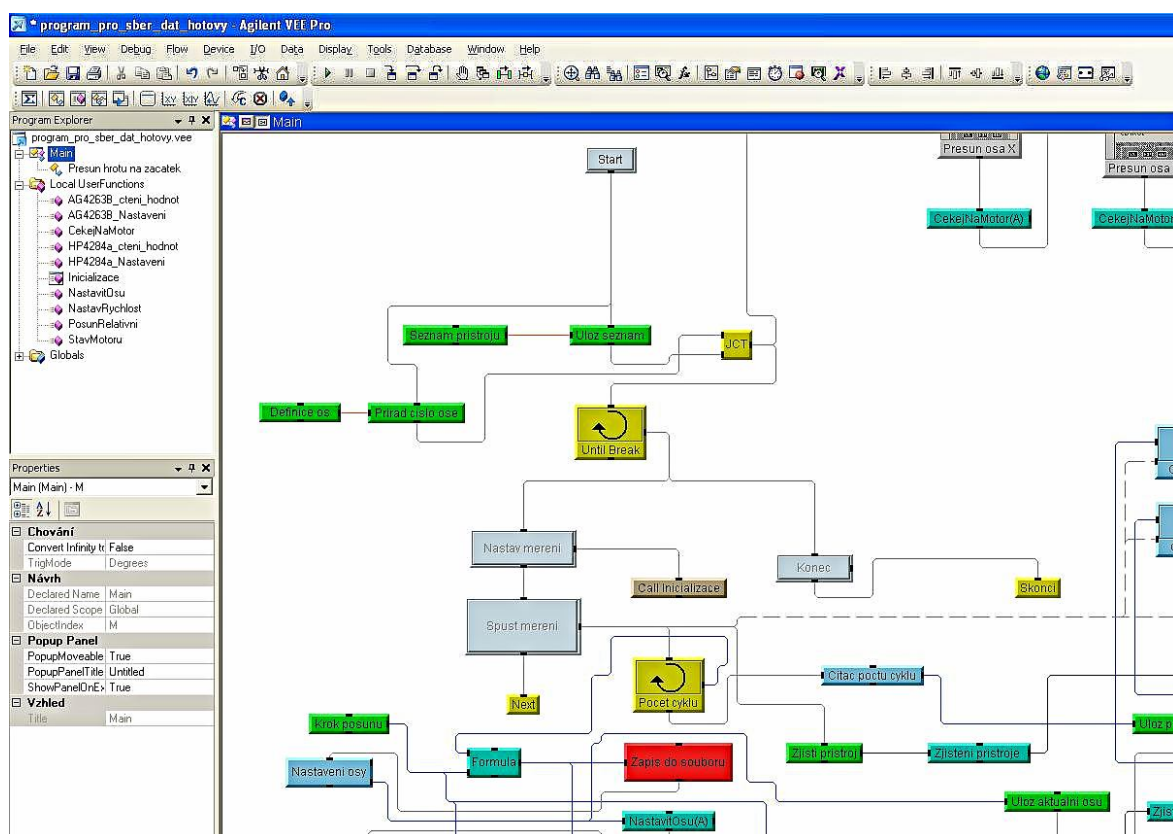 * program_pro_sber_dat_hotovy - Agilent VEE Pro
File Edit View Debug Flow Device I/O Data Display Tools Database Window Help
Program Explorer
program_pro_sber_dat_hotovy.vee
Main
Presun hrotu na zacatek
Local UserFunctions
AG4263B_cteni_hodnot
AG4263B_Nastaveni
CekejNaMotor
HP4284a_cteni_hodnot
HP4284a_Nastaveni
Inicializace
NastavitOsu
NastavRychlost
PosunRelativni
StavMotoru
Globals
Properties
Main (Main) - M
Chování
Convert Infinity to False
TrigMode Degrees
Návrh
Declared Name Main
Declared Scope Global
ObjectIndex M
Popup Panel
PopupMoveable True
PopupPanelTitle Untitled
ShowPanelOnEx True
Vzhled
Title Main
Main
Start
Presun osa X
Presun osa
CekejNaMotor(A)
CekejNaMotor
Seznam pristroju
Uloz seznam
JCT
Definice os
Prirad cislo ose
Until Break
Nastav mereni
Konec
Call Inicializace
Skonci
Spust mereni
Pocet cyklu
Citac poctu cyklu
Next
Krok posunu
Uloz p
Formula
Zapis do souboru
Zjisti pristroj
Zjisteni pristroje
Nastaveni osy
Uloz aktualni osu
NastavitOsu(A)
Zjis